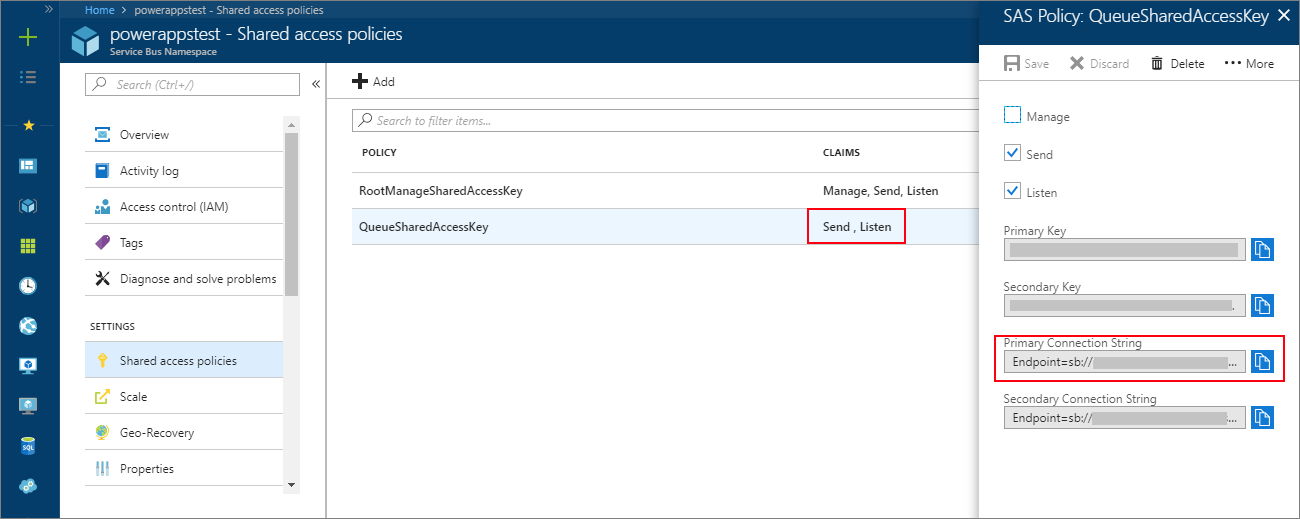 Home > powerappstest - Shared access policies
powerappstest - Shared access policies
Service Bus Namespace
Search (Ctrl+/)
Overview
Activity log
Access control (IAM)
Tags
Diagnose and solve problems
SETTINGS
Shared access policies
Scale
Geo-Recovery
Properties
Add
Search to filter items...
POLICY CLAIMS
RootManageSharedAccessKey Manage, Send, Listen
QueueSharedAccessKey Send , Listen
SAS Policy: QueueSharedAccessKey
Save Discard Delete ••• More
Manage
Send
Listen
Primary Key
Secondary Key
Primary Connection String
Endpoint=sb:// ...
Secondary Connection String
Endpoint=sb:// ...
SQL